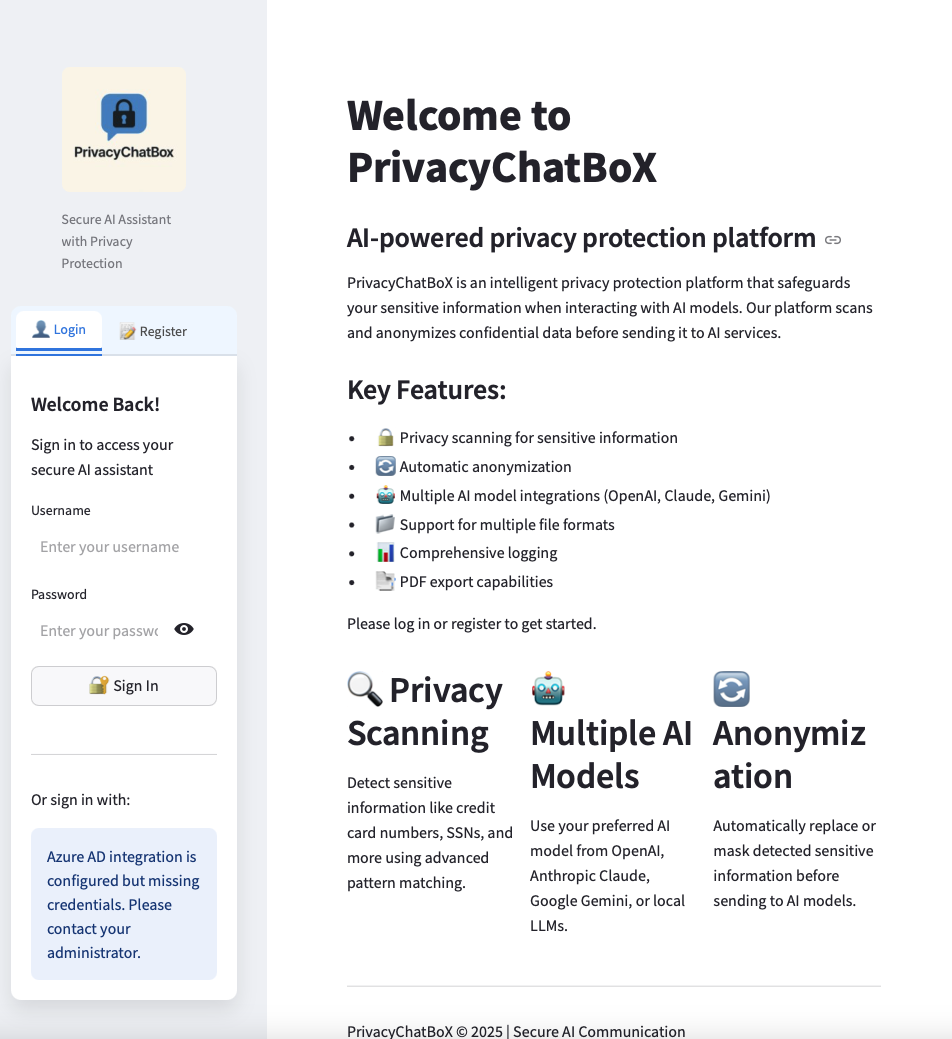 PrivacyChatBox
Secure AI Assistant
with Privacy
Protection
Login
Register
Welcome Back!
Sign in to access your
secure AI assistant
Username
Enter your username
Password
Enter your passwo
Sign In
Or sign in with:
Azure AD integration is
configured but missing
credentials. Please
contact your
administrator.
Welcome to
PrivacyChatBoX
AI-powered privacy protection platform
PrivacyChatBoX is an intelligent privacy protection platform that safeguards
your sensitive information when interacting with AI models. Our platform scans
and anonymizes confidential data before sending it to AI services.
Key Features:
• Privacy scanning for sensitive information
• Automatic anonymization
• Multiple AI model integrations (OpenAI, Claude, Gemini)
• Support for multiple file formats
• Comprehensive logging
• PDF export capabilities
Please log in or register to get started.
Privacy
Scanning
Detect sensitive
information like credit
card numbers, SSNs, and
more using advanced
pattern matching.
Multiple AI
Models
Use your preferred AI
model from OpenAI,
Anthropic Claude,
Google Gemini, or local
LLMs.
Anonymiz
ation
Automatically replace or
mask detected sensitive
information before
sending to AI models.
PrivacyChatBoX © 2025 | Secure AI Communication